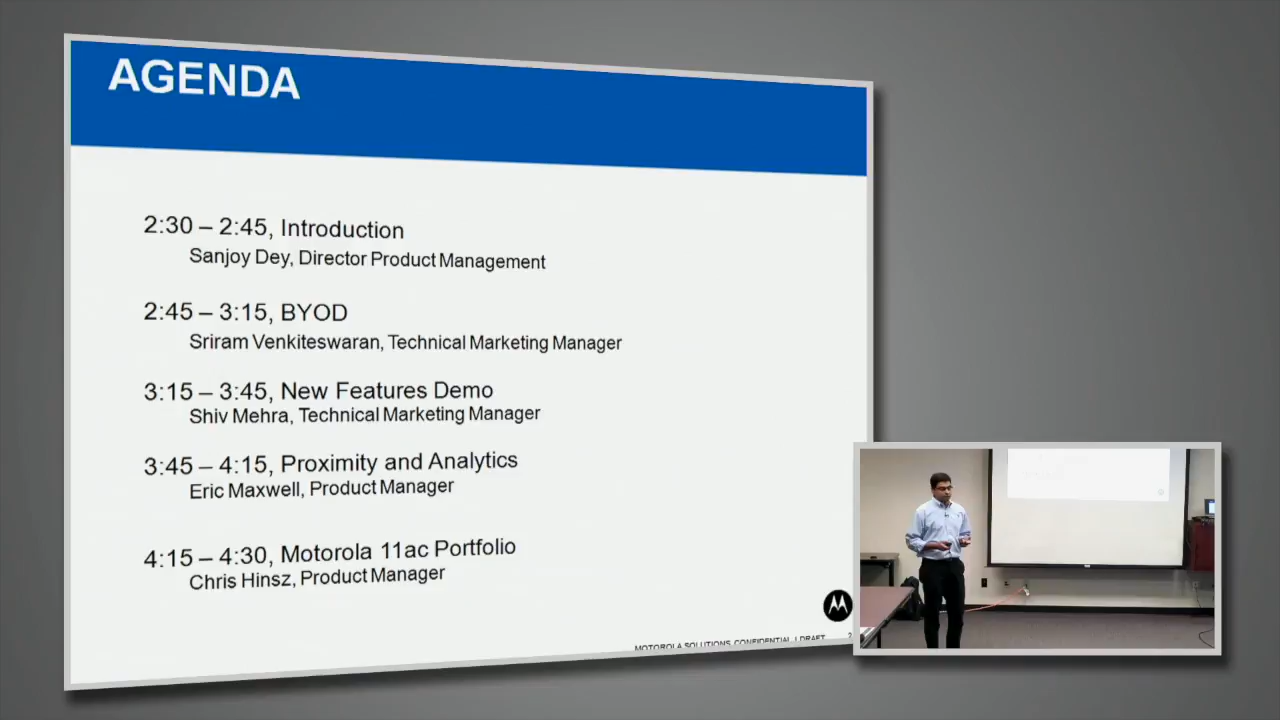 AGENDA
2:30 – 2:45, Introduction
Sanjoy Dey, Director Product Management
2:45 – 3:15, BYOD
Sriram Venkiteswaran, Technical Marketing Manager
3:15 – 3:45, New Features Demo
Shiv Mehra, Technical Marketing Manager
3:45 – 4:15, Proximity and Analytics
Eric Maxwell, Product Manager
4:15 – 4:30, Motorola 11ac Portfolio
Chris Hinsz, Product Manager
MOTOROLA SOLUTIONS CONFIDENTIAL | DRAFT 2